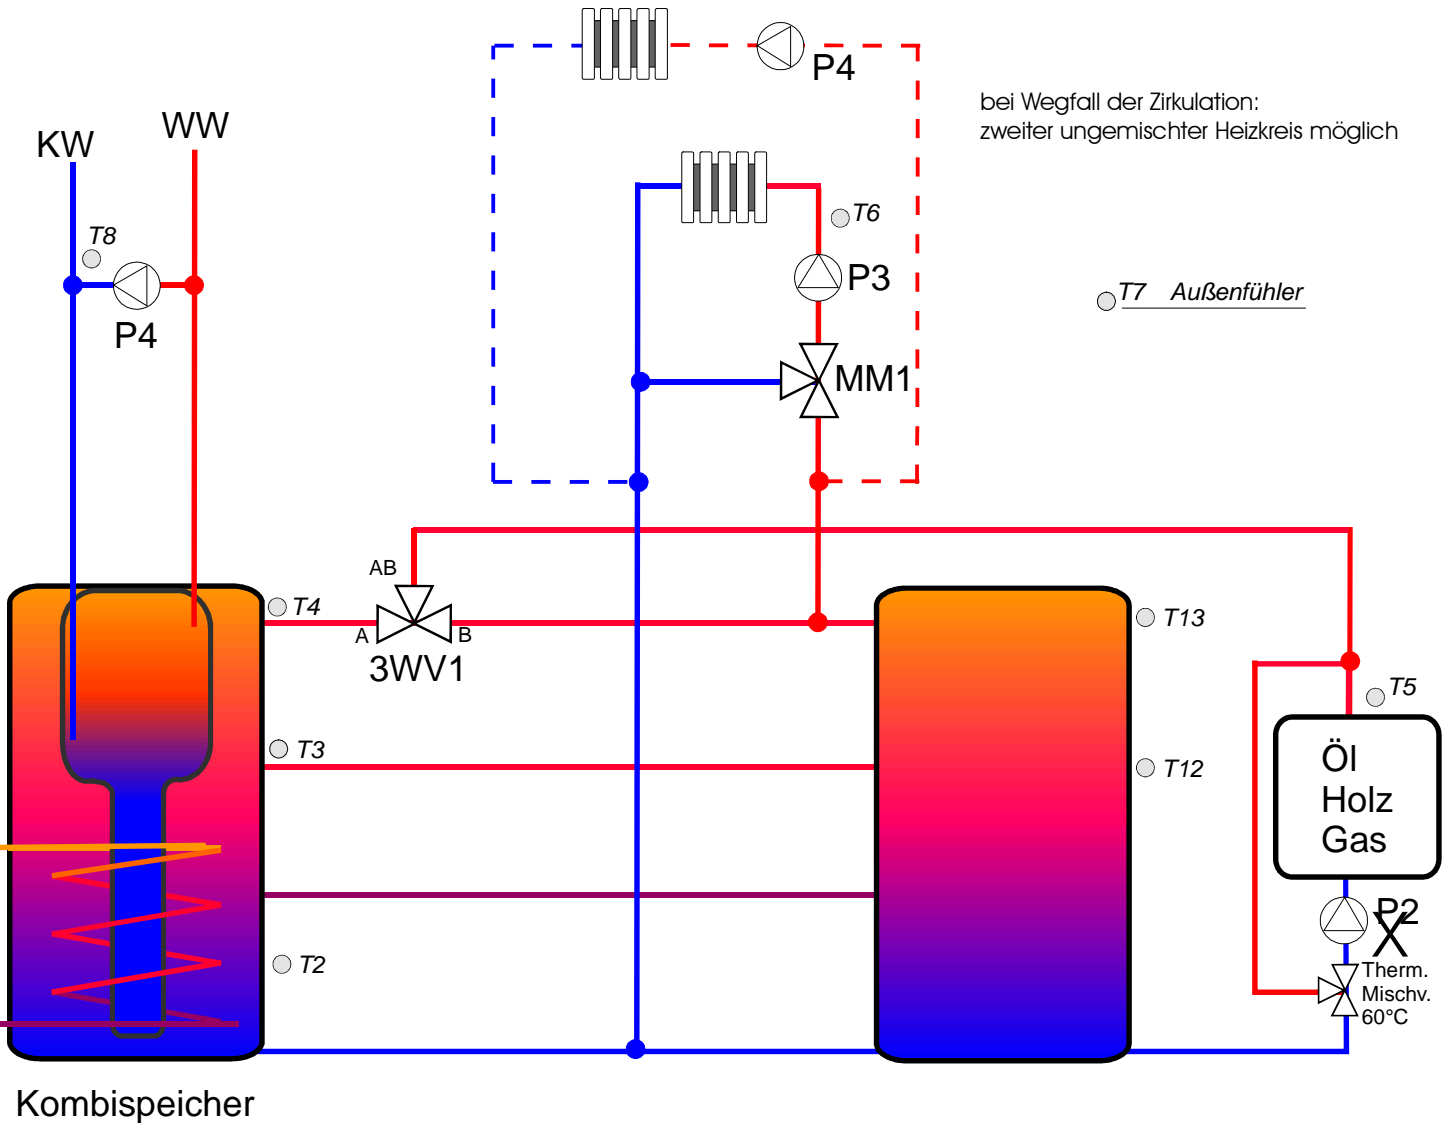 P4
bei Wegfall der Zirkulation:
zweiter ungemischter Heizkreis möglich
WW
KW
T6
T8
P3
T7 Außenfühler
P4
MM1
AB
T4
A
B
T13
3WV1
T5
T3
T12
Öl
Holz
Gas
P2
X
T2
Therm.
Mischv.
60°C
Kombispeicher